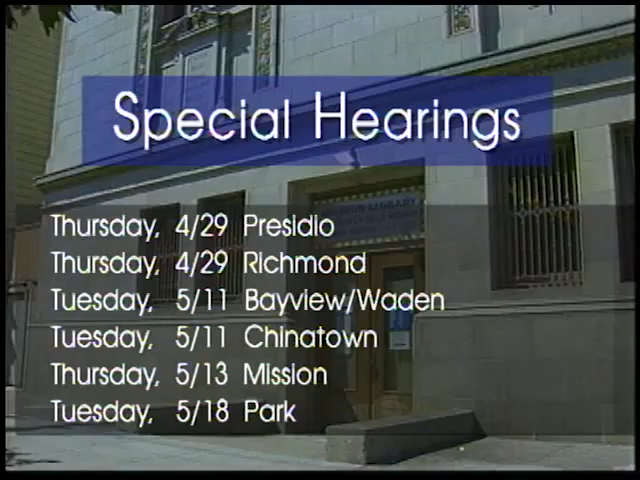 Special Hearings
Thursday, 4/29 Presidio
Thursday, 4/29 Richmond
Tuesday, 5/11 Bayview/Waden
Tuesday, 5/11 Chinatown
Thursday, 5/13 Mission
Tuesday, 5/18 Park